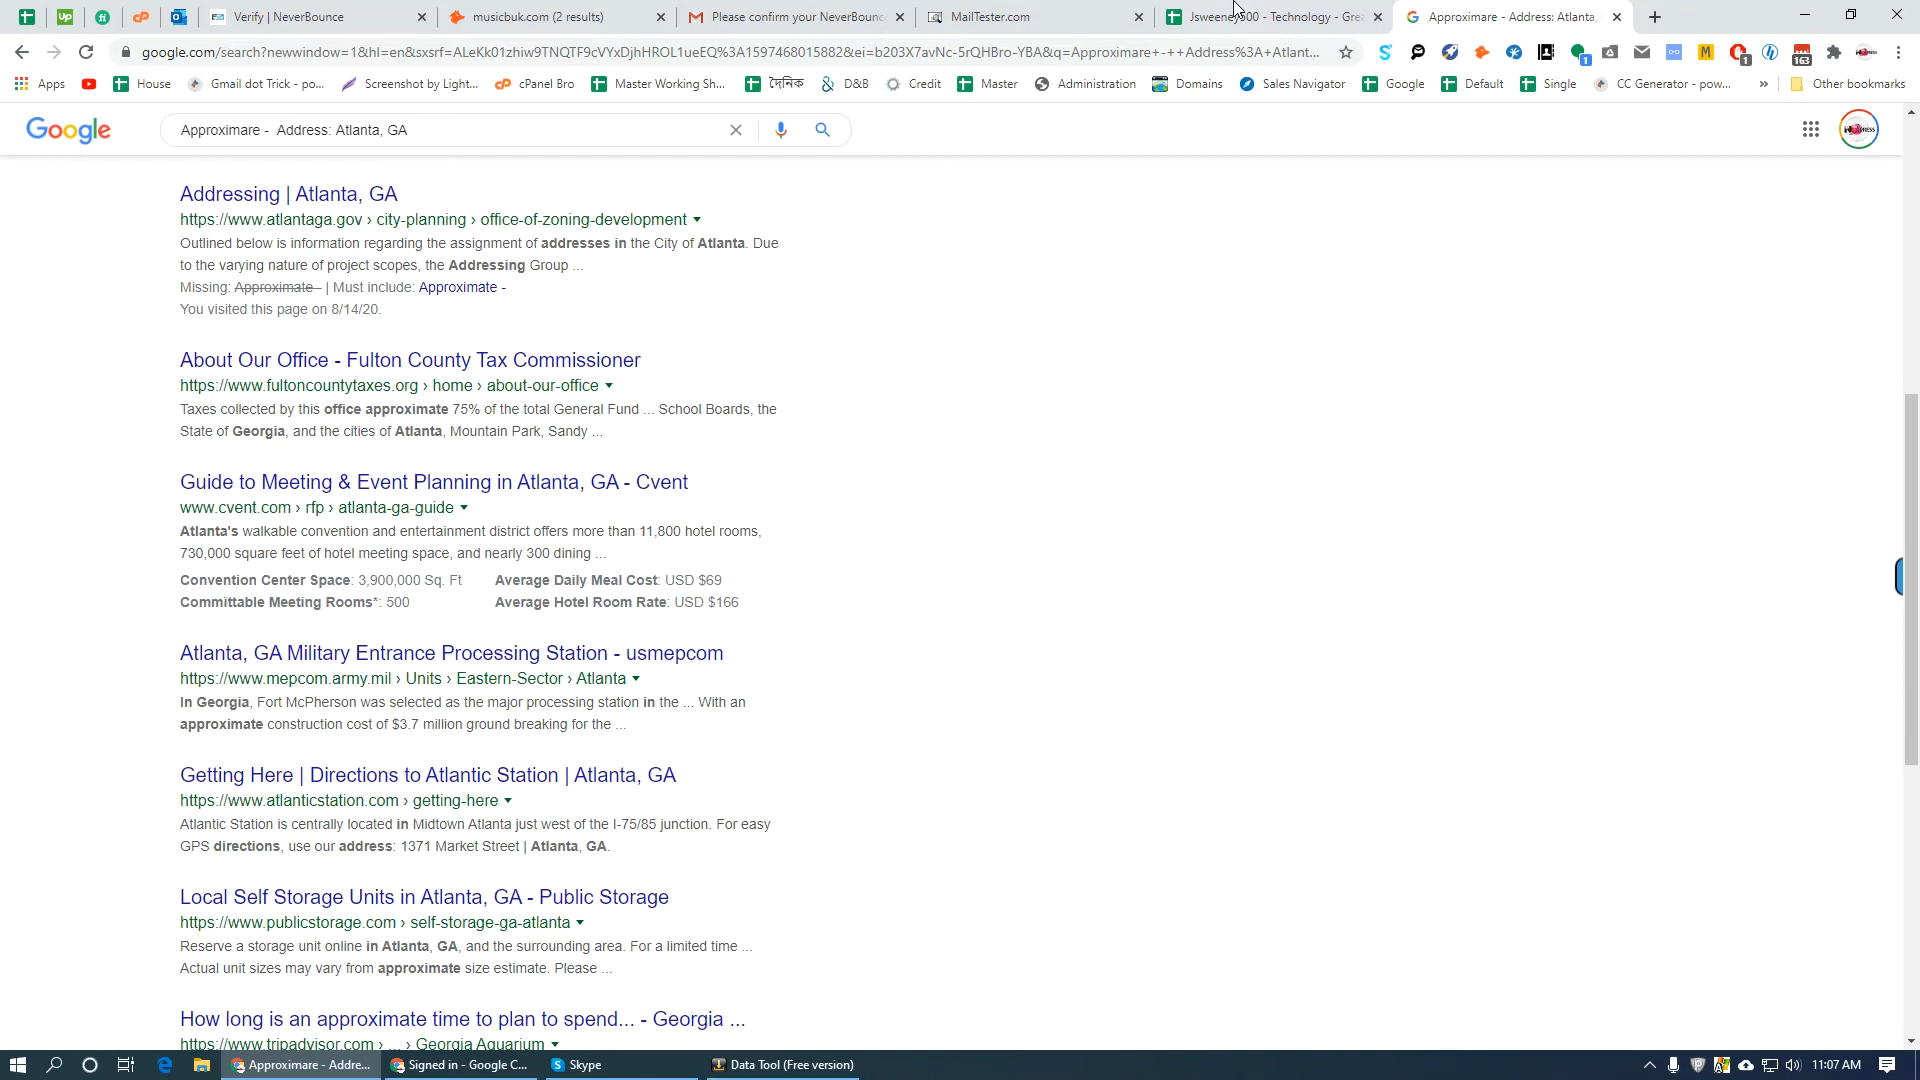 Verify | NeverBounce
musicbuk.com (2 results)
Please confirm your NeverBounc
MailTester.com
Jsweeney300 - Technology - Grea
Approximare - Address: Atlanta,
google.com/search?newwindow=1&hl=en&sxsrf=ALeKk01zhiw9TNQTF9cVYxDjhHROL1ueEQ%3A1597468015882&ei=b203X7avNc-5rQHBro-YBA&q=Approximare+-++Address%3A+Atlant...
1
1
163
Apps
House
Gmail dot Trick - po...
Screenshot by Light...
cPanel Bro
Master Working Sh...
দৈনিক
D&B
Credit
Master
Administration
Domains
Sales Navigator
Google
Default
Single
CC Generator - pow...
»
Other bookmarks
Google
Approximare -  Address: Atlanta, GA
Addressing | Atlanta, GA
https://www.atlantaga.gov › city-planning › office-of-zoning-development
Outlined below is information regarding the assignment of addresses in the City of Atlanta. Due
to the varying nature of project scopes, the Addressing Group ...
Missing: Approximate - | Must include: Approximate -
You visited this page on 8/14/20.
About Our Office - Fulton County Tax Commissioner
https://www.fultoncountytaxes.org › home › about-our-office
Taxes collected by this office approximate 75% of the total General Fund ... School Boards, the
State of Georgia, and the cities of Atlanta, Mountain Park, Sandy ...
Guide to Meeting & Event Planning in Atlanta, GA - Cvent
www.cvent.com › rfp › atlanta-ga-guide
Atlanta's walkable convention and entertainment district offers more than 11,800 hotel rooms,
730,000 square feet of hotel meeting space, and nearly 300 dining ...
Convention Center Space: 3,900,000 Sq. Ft
Average Daily Meal Cost: USD $69
Committable Meeting Rooms*: 500
Average Hotel Room Rate: USD $166
Atlanta, GA Military Entrance Processing Station - usmepcom
https://www.mepcom.army.mil › Units › Eastern-Sector › Atlanta
In Georgia, Fort McPherson was selected as the major processing station in the ... With an
approximate construction cost of $3.7 million ground breaking for the ...
Getting Here | Directions to Atlantic Station | Atlanta, GA
https://www.atlanticstation.com › getting-here
Atlantic Station is centrally located in Midtown Atlanta just west of the I-75/85 junction. For easy
GPS directions, use our address: 1371 Market Street | Atlanta, GA.
Local Self Storage Units in Atlanta, GA - Public Storage
https://www.publicstorage.com › self-storage-ga-atlanta
Reserve a storage unit online in Atlanta, GA, and the surrounding area. For a limited time ...
Actual unit sizes may vary from approximate size estimate. Please ...
How long is an approximate time to plan to spend... - Georgia ...
https://www.tripadvisor.com › ... › Georgia Aquarium
Approximare - Addre...
Signed in - Google C...
Skype
Data Tool (Free version)
11:07 AM